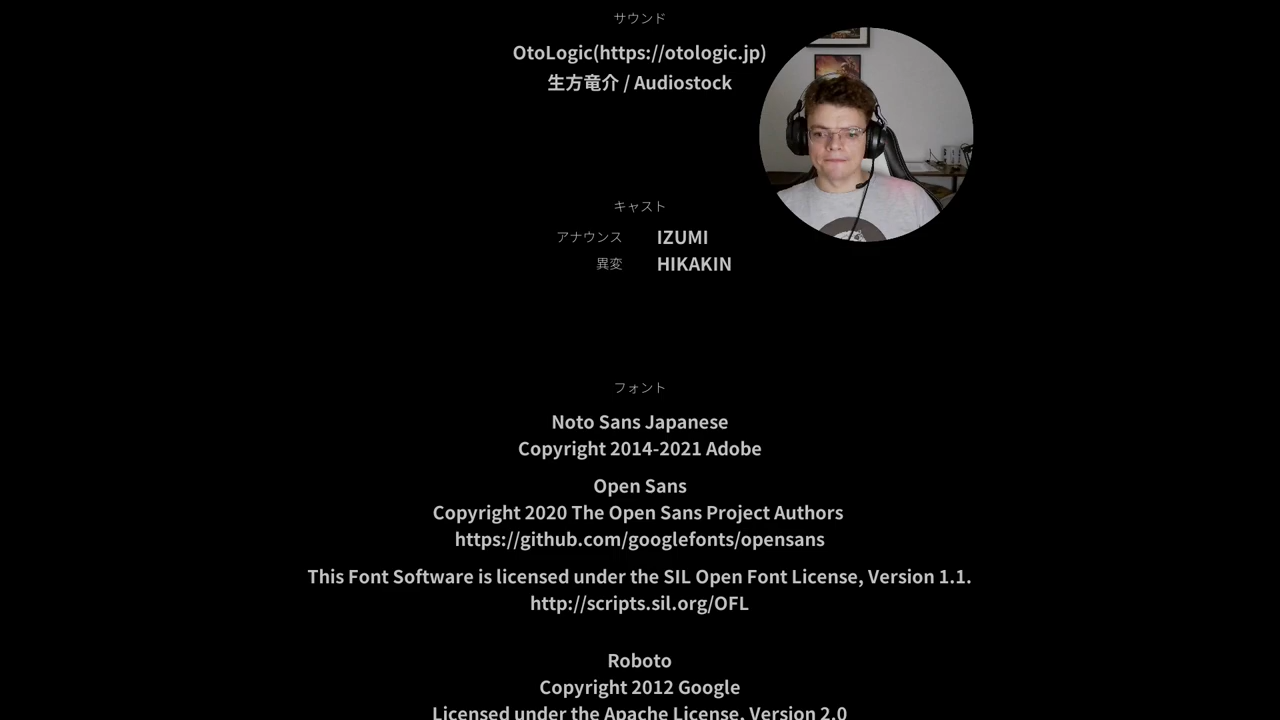 サウンド
OtoLogic(https://otologic.jp)
生方竜介 / Audiostock
キャスト
アナウンス IZUMI
異変 HIKAKIN
フォント
Noto Sans Japanese
Copyright 2014-2021 Adobe
Open Sans
Copyright 2020 The Open Sans Project Authors
https://github.com/googlefonts/opensans
This Font Software is licensed under the SIL Open Font License, Version 1.1.
http://scripts.sil.org/OFL
Roboto
Copyright 2012 Google
Licensed under the Apache License, Version 2.0